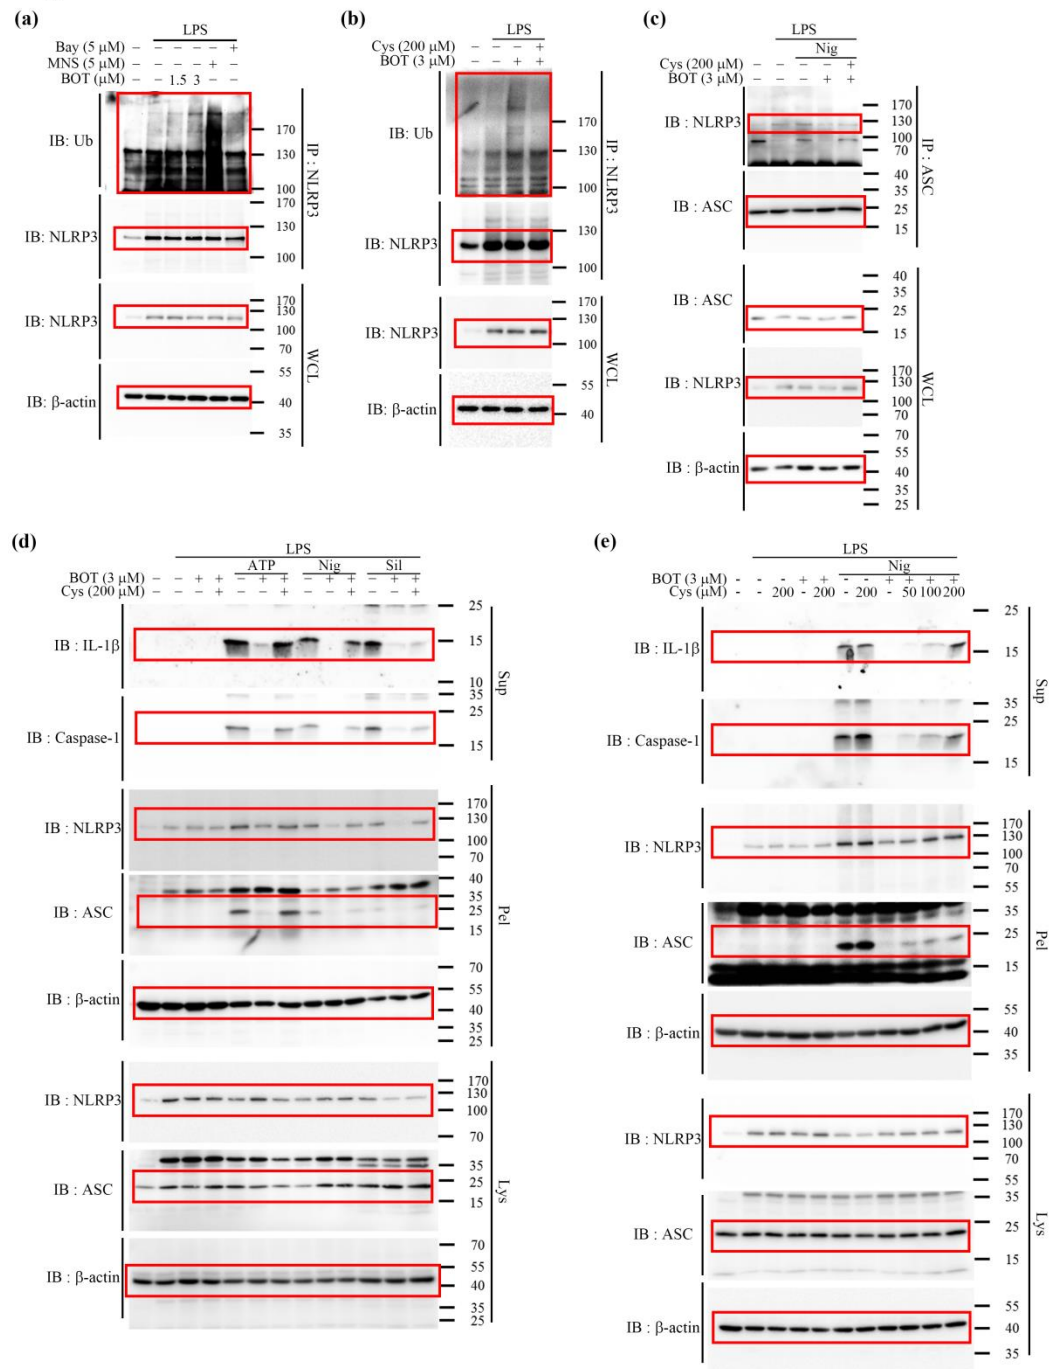 (a)
LPS
Bay (5 μM) – – – – – +
MNS (5 μM) – – – – + –
BOT (μM) – – 1.5 3 – –
IB: Ub
170
130
100
IB: NLRP3
170
130
100
IP : NLRP3
IB: NLRP3
170
130
100
70
IB: β-actin
55
40
35
WCL
(b)
LPS
Cys (200 μM) – – – +
BOT (3 μM) – – + +
IB: Ub
170
130
100
IB: NLRP3
130
100
IP : NLRP3
IB: NLRP3
170
130
100
IB: β-actin
55
40
WCL
(c)
LPS
Nig
Cys (200 μM) – – – – +
BOT (3 μM) – – – + +
IB : NLRP3
170
130
100
70
IB : ASC
40
35
25
15
IP : ASC
IB : ASC
40
35
25
15
IB : NLRP3
170
130
100
70
IB : β-actin
70
55
40
35
25
WCL
(d)
LPS
ATP Nig Sil
BOT (3 μM) – – + + – + + – + + – + +
Cys (200 μM) – – – + – – + – – + – – +
IB : IL-1β
25
15
10
IB : Caspase-1
35
25
15
Sup
IB : NLRP3
170
130
100
70
IB : ASC
40
35
25
15
IB : β-actin
70
55
40
35
25
Pel
IB : NLRP3
170
130
100
70
IB : ASC
35
25
15
IB : β-actin
70
55
40
35
25
Lys
(e)
LPS
Nig
BOT (3 μM) - - - + + - - + + + +
Cys (μM) - - 200 - 200 - 200 - 50 100 200
IB : IL-1β
25
15
IB : Caspase-1
35
25
15
Sup
IB : NLRP3
170
130
100
70
55
IB : ASC
35
25
15
IB : β-actin
55
40
35
Pel
IB : NLRP3
170
130
100
70
55
IB : ASC
35
25
15
IB : β-actin
55
40
35
Lys